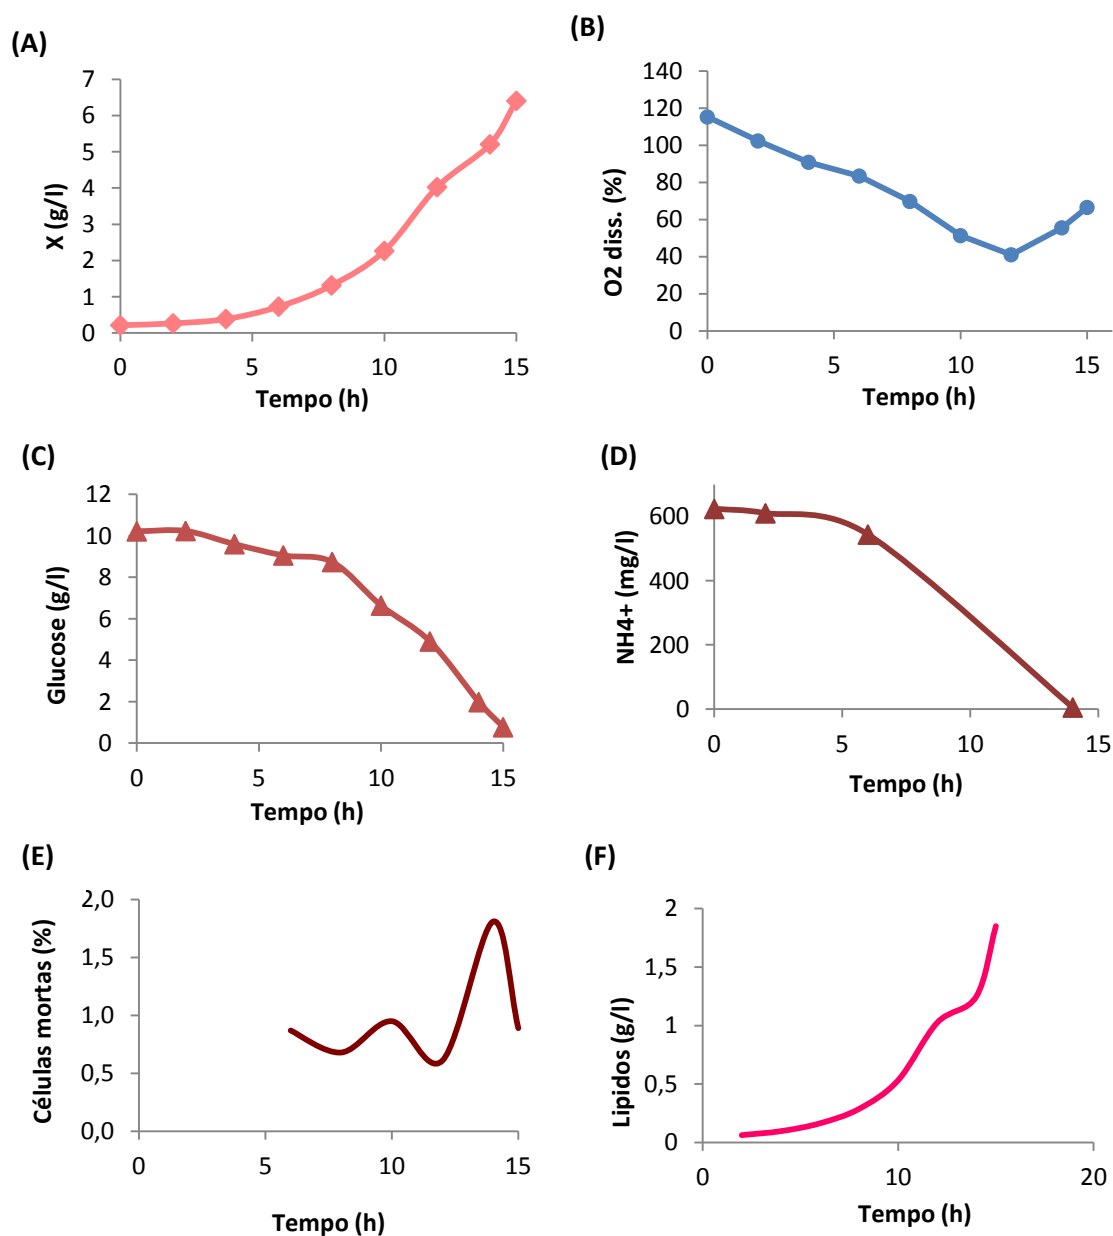 (A)
X (g/l)
7
6
5
4
3
2
1
0
0 5 10 15
Tempo (h)
(B)
O2 diss. (%)
140
120
100
80
60
40
20
0
0 5 10 15
Tempo (h)
(C)
Glucose (g/l)
12
10
8
6
4
2
0
0 5 10 15
Tempo (h)
(D)
NH4+ (mg/l)
600
400
200
0
0 5 10 15
Tempo (h)
(E)
Células mortas (%)
2,0
1,5
1,0
0,5
0,0
0 5 10 15
Tempo (h)
(F)
Lipidos (g/l)
2
1,5
1
0,5
0
0 10 20
Tempo (h)